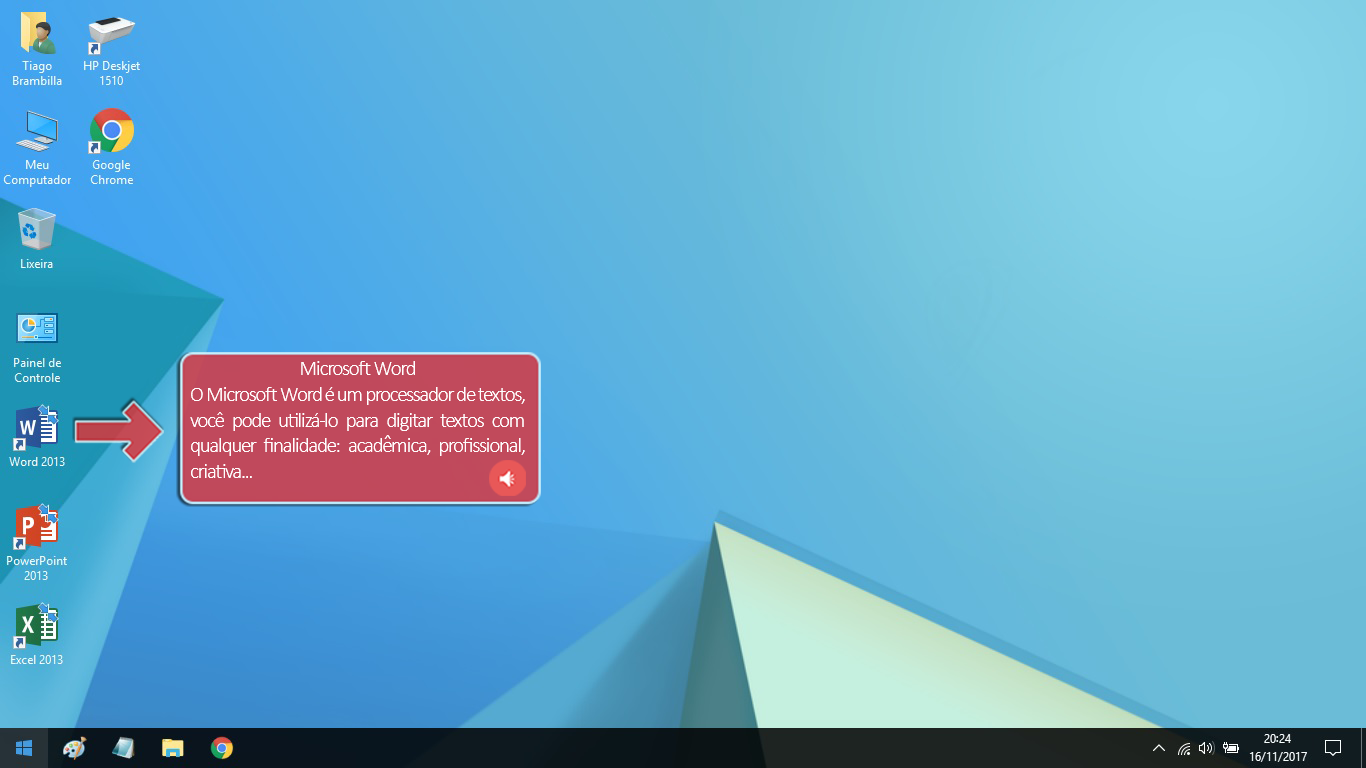 Tiago
Brambilla
HP Deskjet
1510
Meu
Computador
Google
Chrome
Lixeira
Painel de
Controle
Word 2013
PowerPoint
2013
Excel 2013
Microsoft Word
O Microsoft Word é um processador de textos,
você pode utilizá-lo para digitar textos com
qualquer finalidade: acadêmica, profissional,
criativa...
20:24
16/11/2017